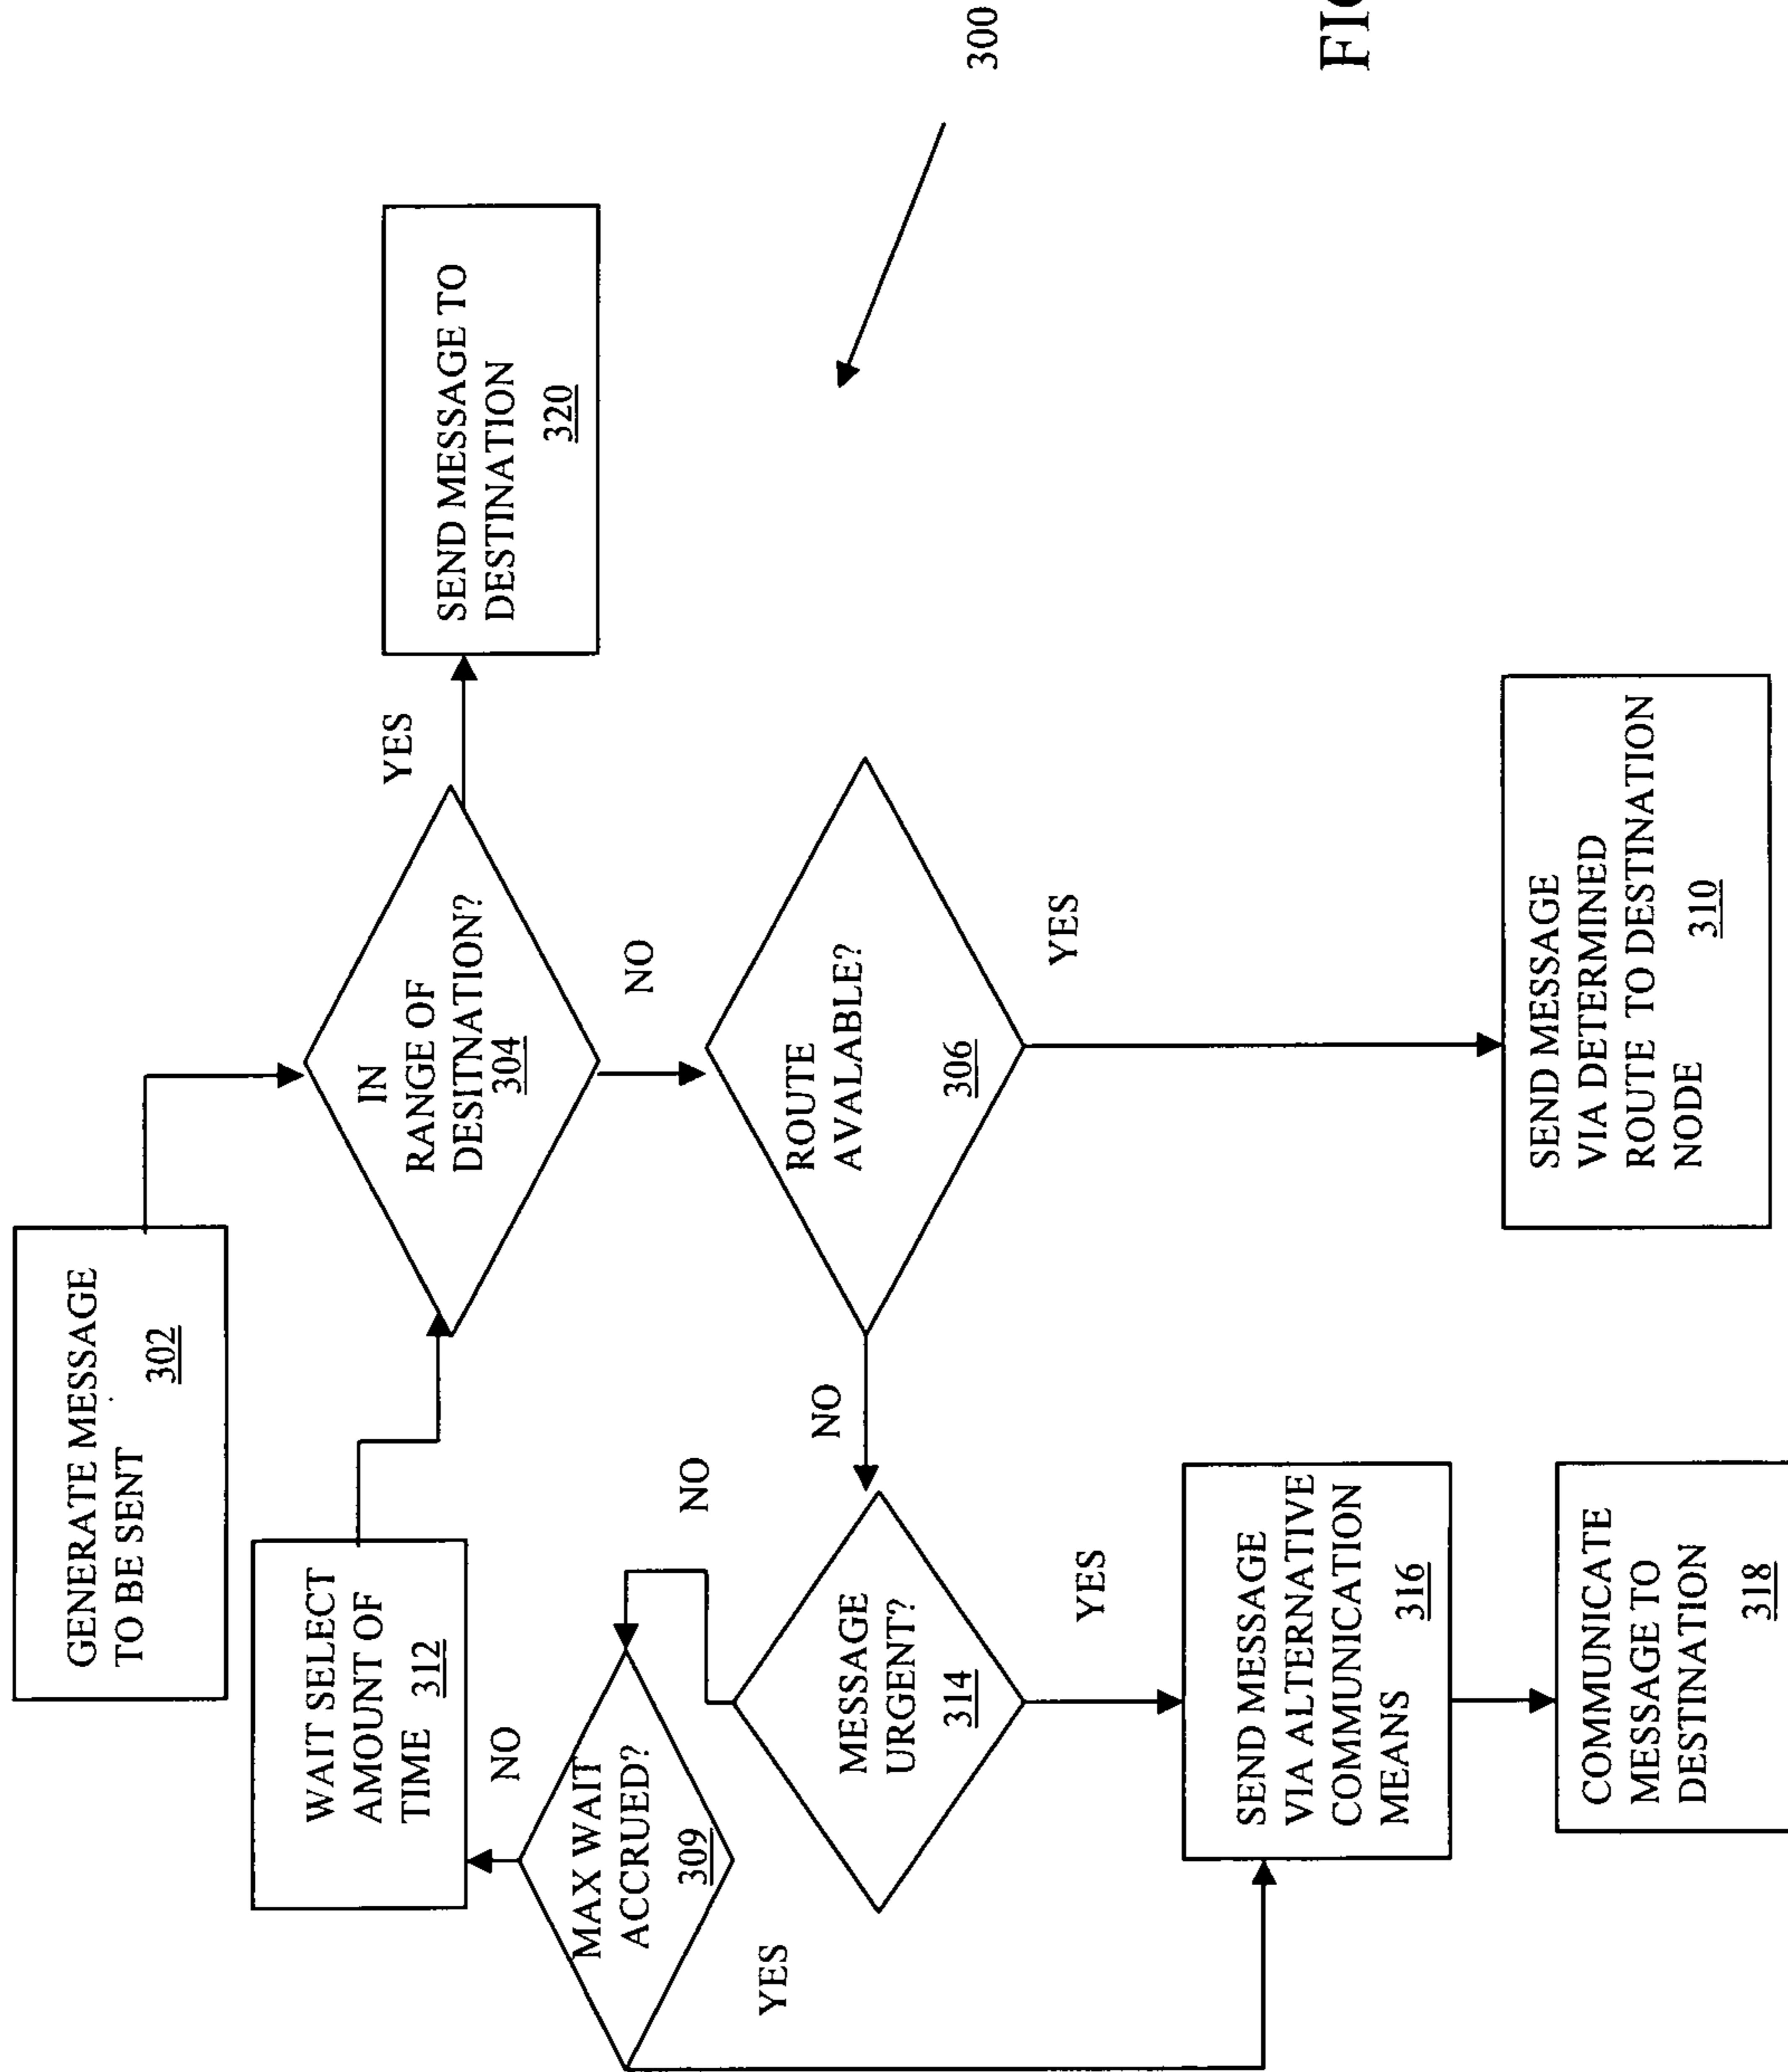 GENERATE MESSAGE
TO BE SENT
302
WAIT SELECT
AMOUNT OF
TIME 312
IN
RANGE OF
DESITNATION?
304
YES
SEND MESSAGE TO
DESTINATION
320
NO
MAX WAIT
ACCRUED?
309
NO
YES
ROUTE
AVALABLE?
306
NO
YES
MESSAGE
URGENT?
314
NO
YES
SEND MESSAGE
VIA ALTERNATIVE
COMMUNICATION
MEANS 316
SEND MESSAGE
VIA DETERMINED
ROUTE TO DESTINATION
NODE 310
COMMUNICATE
MESSAGE TO
DESTINATION
318
300